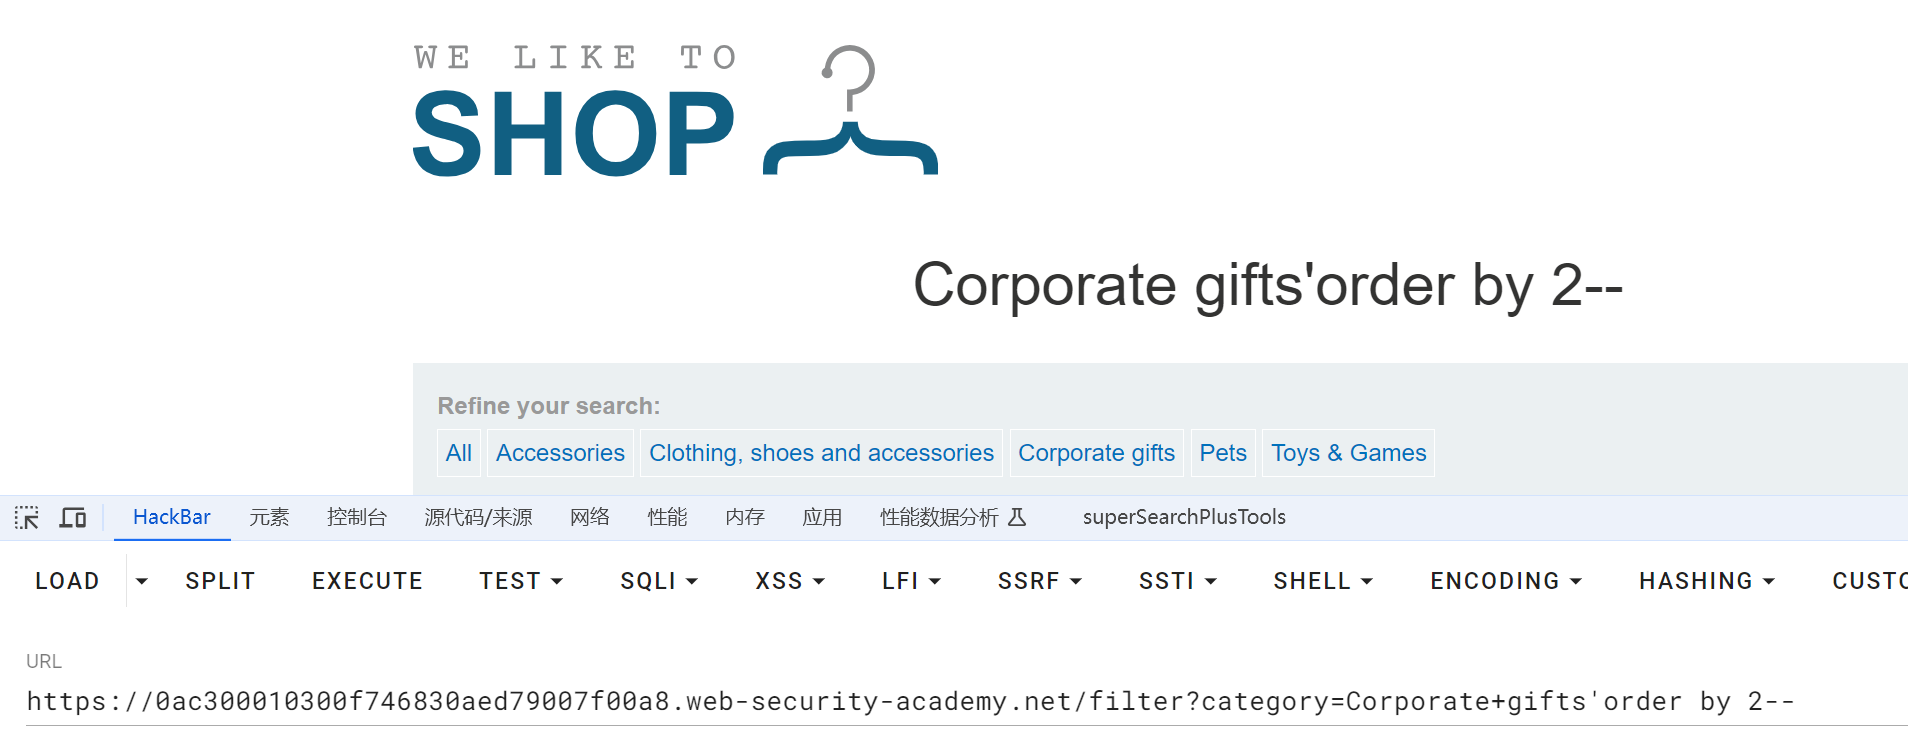 WE LIKE TO
SHOP
Corporate gifts'order by 2--
Refine your search:
All Accessories Clothing, shoes and accessories Corporate gifts Pets Toys & Games
HackBar 元素 控制台 源代码/来源 网络 性能 内存 应用 性能数据分析 superSearchPlusTools
LOAD SPLIT EXECUTE TEST SQLI XSS LFI SSRF SSTI SHELL ENCODING HASHING CUSTO
URL
https://0ac300010300f746830aed79007f00a8.web-security-academy.net/filter?category=Corporate+gifts'order by 2--